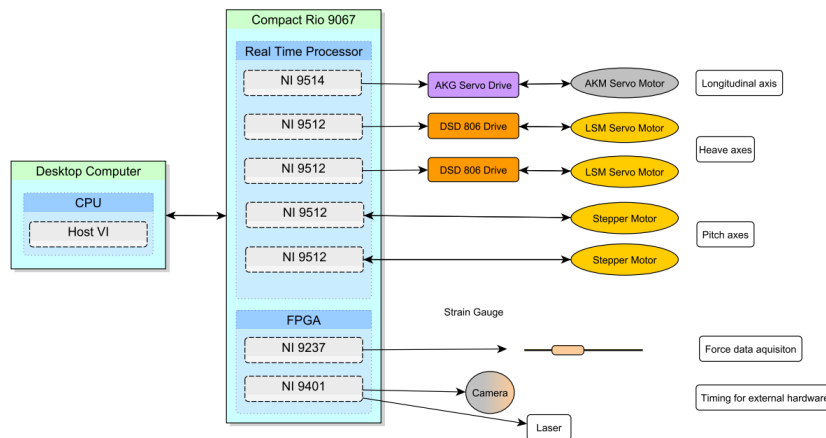 Compact Rio 9067
Real Time Processor
NI 9514
AKG Servo Drive
AKM Servo Motor
Longitudinal axis
NI 9512
DSD 806 Drive
LSM Servo Motor
Heave axes
NI 9512
DSD 806 Drive
LSM Servo Motor
Desktop Computer
CPU
Host VI
NI 9512
Stepper Motor
Pitch axes
NI 9512
Stepper Motor
FPGA
Strain Gauge
NI 9237
Force data aquisiton
NI 9401
Camera
Timing for external hardware
Laser